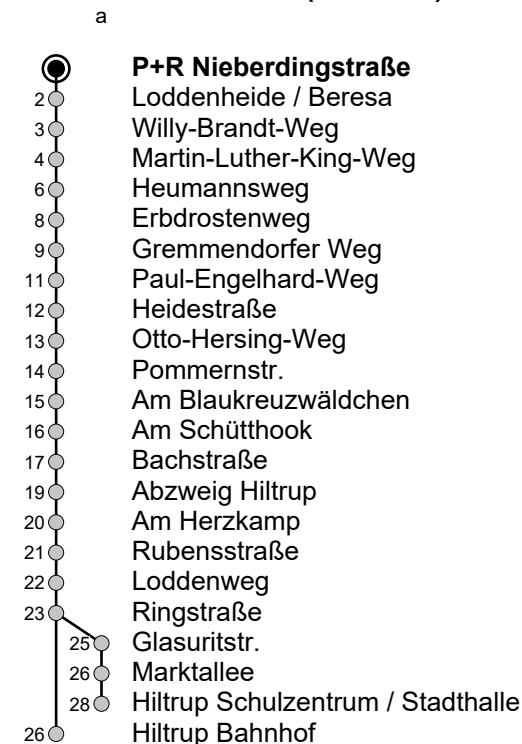 a
P+R Nieberdingstraße
2 Loddenheide / Beresa
3 Willy-Brandt-Weg
4 Martin-Luther-King-Weg
6 Heumannsweg
8 Erbdrostenweg
9 Gremmendorfer Weg
11 Paul-Engelhard-Weg
12 Heidestraße
13 Otto-Hersing-Weg
14 Pommernstr.
15 Am Blaukreuzwäldchen
16 Am Schütthook
17 Bachstraße
19 Abzweig Hiltrup
20 Am Herzkamp
21 Rubensstraße
22 Loddenweg
23 Ringstraße
25 Glasuritstr.
26 Marktallee
28 Hiltrup Schulzentrum / Stadthalle
26 Hiltrup Bahnhof